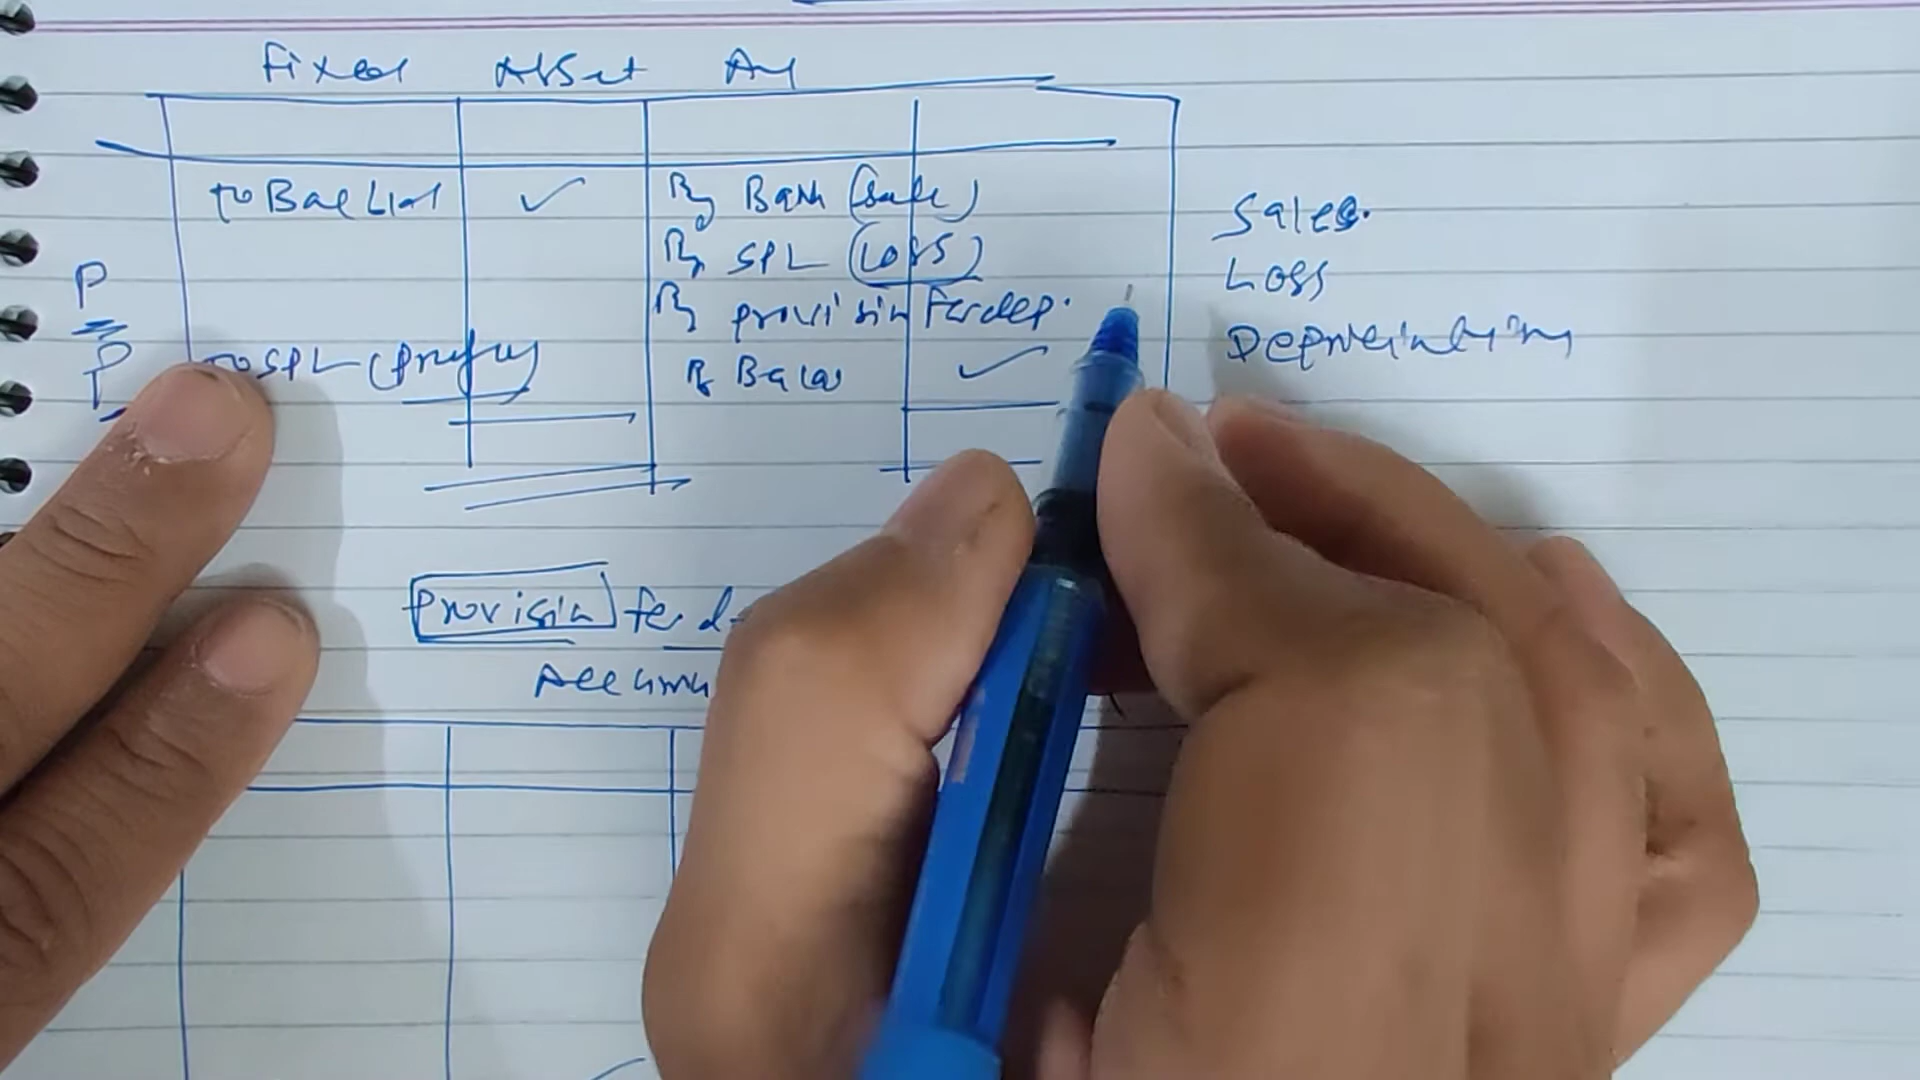 Fixed Asset A/c
to Bal b/d ✓ By Bank (sale)
By SPL (Loss)
By provision For dep.
to SPL (profit) By Bal c/d ✓
P
P
Sales.
Loss
Depreciation
Provision for d
Accumu